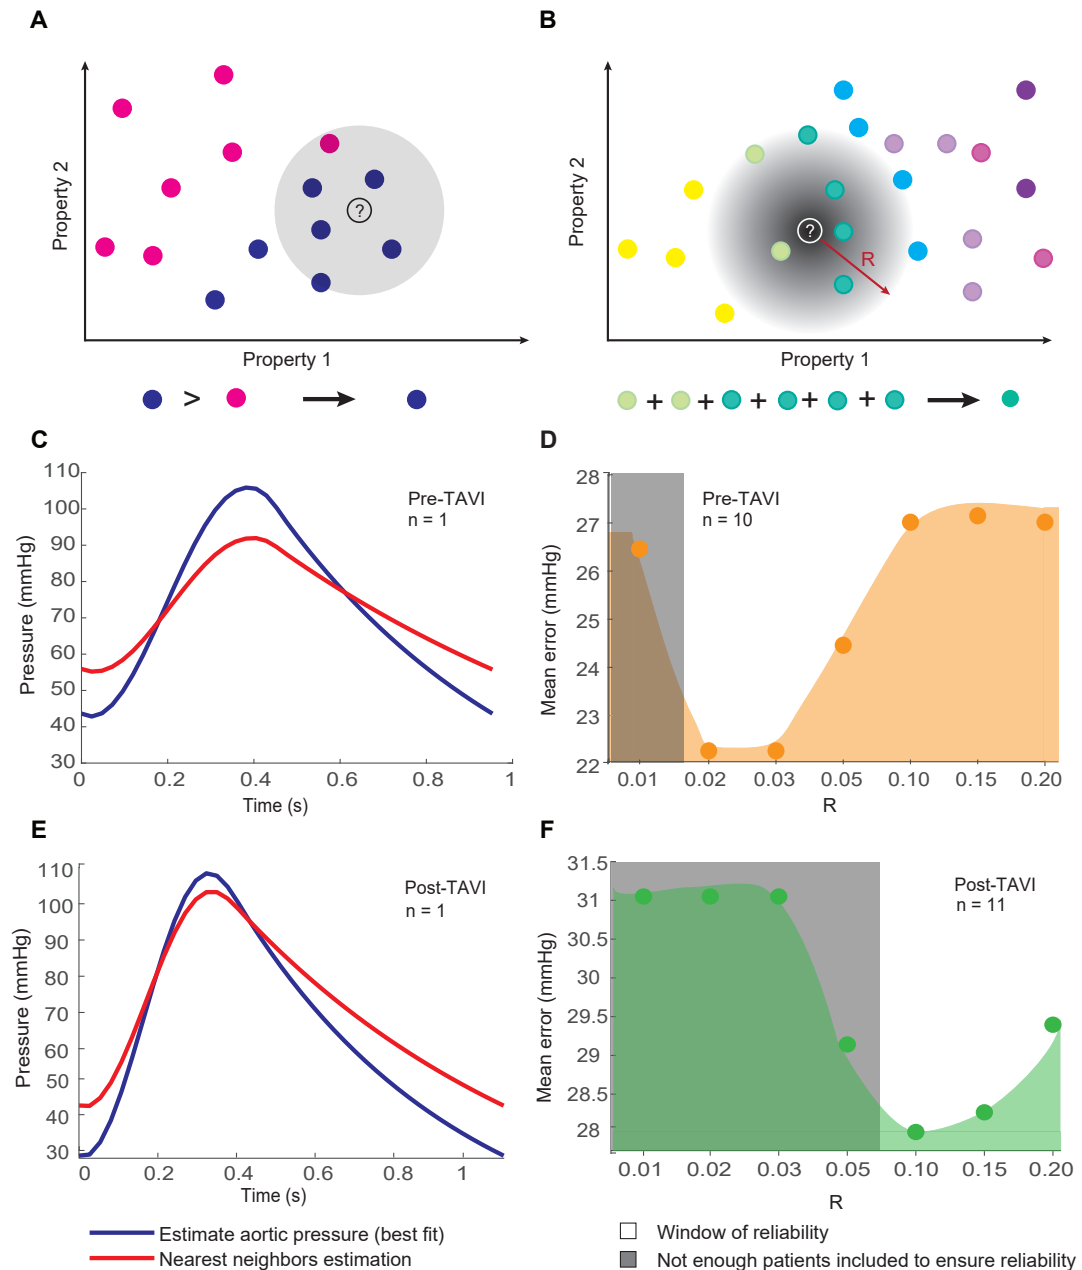 A
Property 2
?
Property 1
>
B
Property 2
?
R
Property 1
+ + + + +
C
Pressure (mmHg)
110
100
90
80
70
60
50
40
30
0 0.2 0.4 0.6 0.8 1
Time (s)
Pre-TAVI
n = 1
D
Mean error (mmHg)
28
27
26
25
24
23
22
0.01 0.02 0.03 0.05 0.10 0.15 0.20
R
Pre-TAVI
n = 10
E
Pressure (mmHg)
110
100
90
80
70
60
50
40
30
0 0.2 0.4 0.6 0.8 1
Time (s)
Post-TAVI
n = 1
F
Mean error (mmHg)
31.5
31
30.5
30
29.5
29
28.5
28
0.01 0.02 0.03 0.05 0.10 0.15 0.20
R
Post-TAVI
n = 11
Estimate aortic pressure (best fit)
Nearest neighbors estimation
Window of reliability
Not enough patients included to ensure reliability